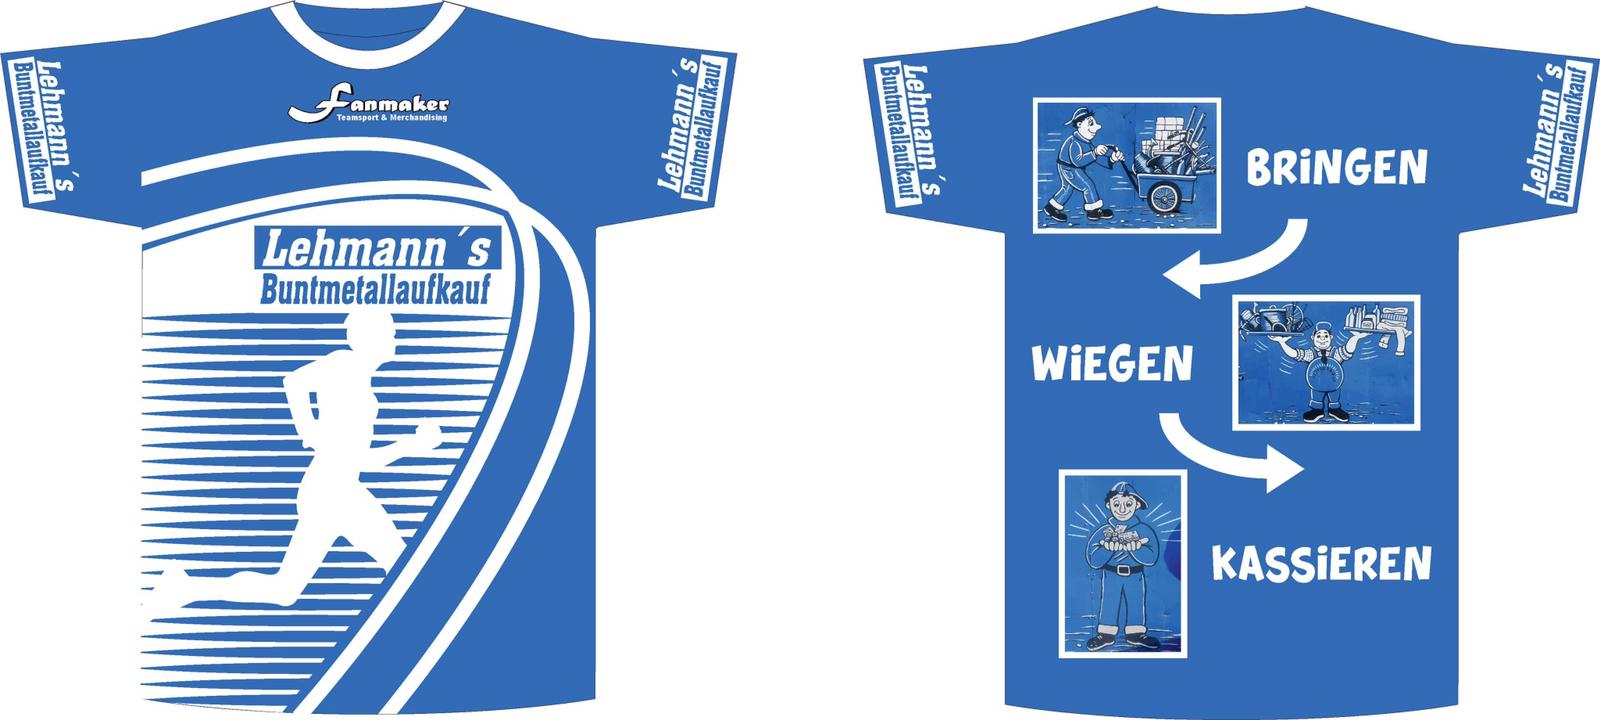 Lehmann´s
Buntmetallaufkauf
Fanmaker
Teamsport & Merchandising
Lehmann´s
Buntmetallaufkauf
Lehmann´s
Buntmetallaufkauf
Lehmann´s
Buntmetallaufkauf
BRiNGEN
Lehmann´s
Buntmetallaufkauf
WiEGEN
KASSiEREN